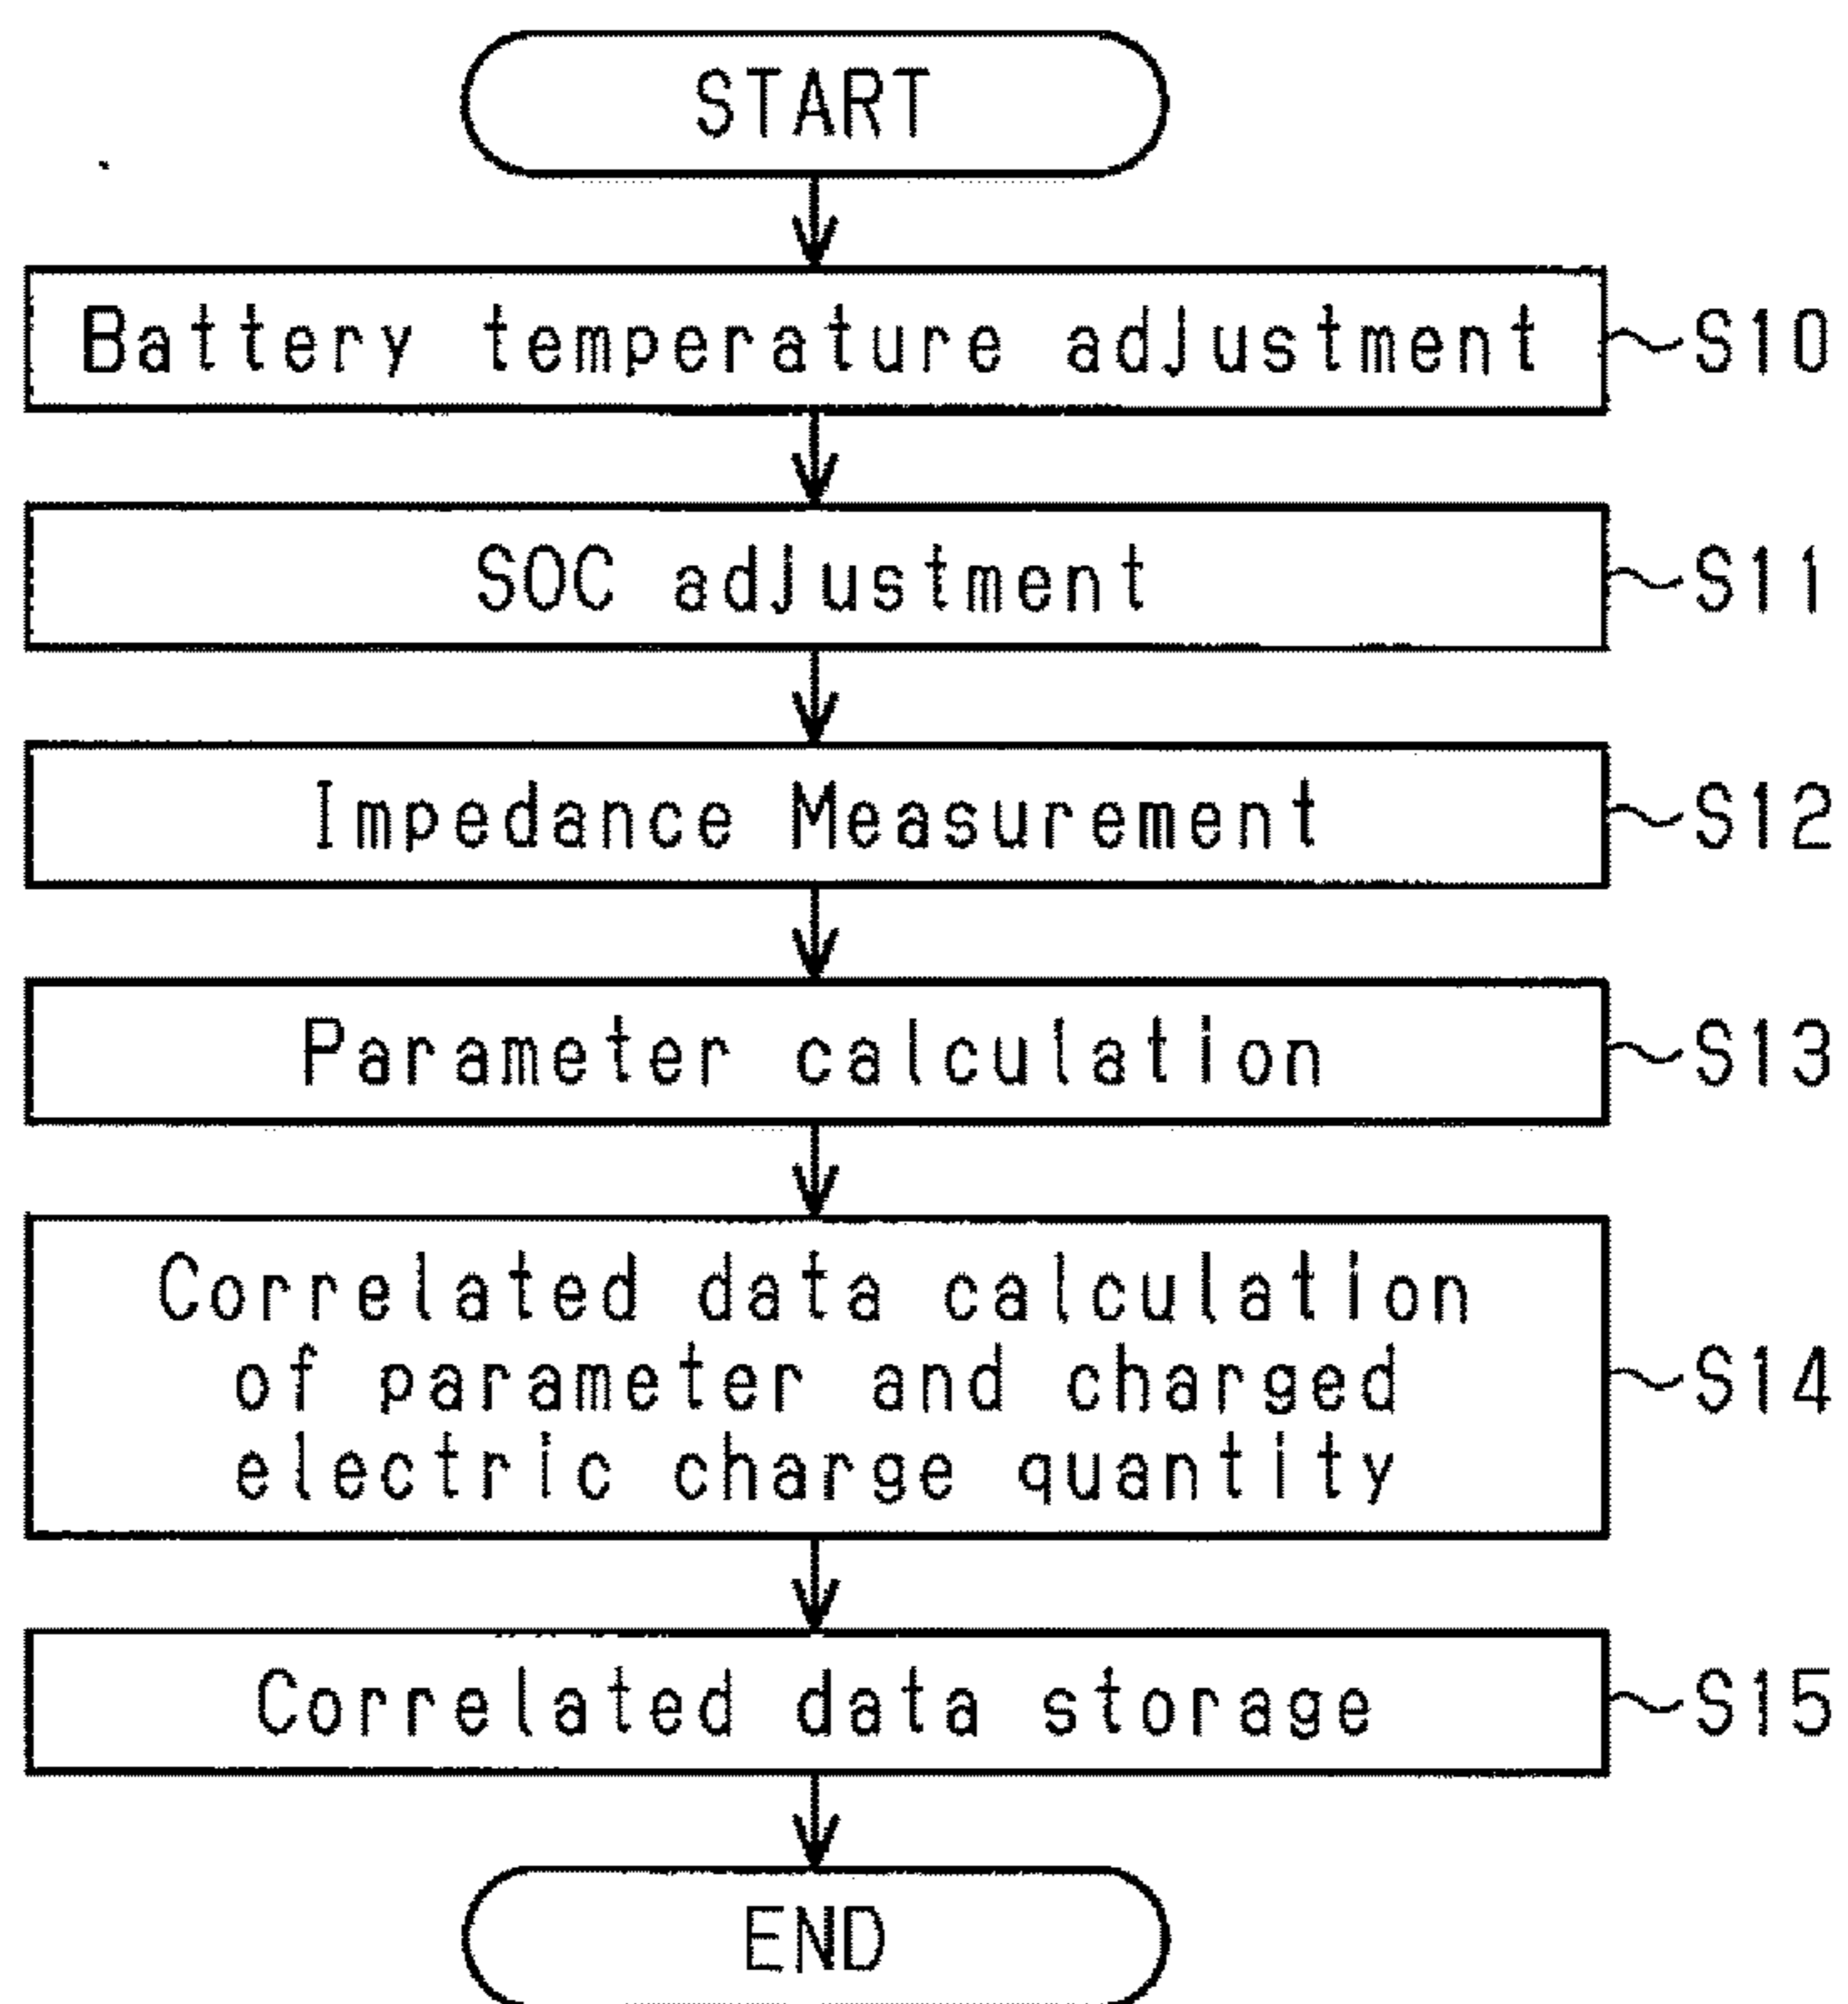 START
Battery temperature adjustment
S10
SOC adjustment
S11
Impedance Measurement
S12
Parameter calculation
S13
Correlated data calculation
of parameter and charged
electric charge quantity
S14
Correlated data storage
S15
END